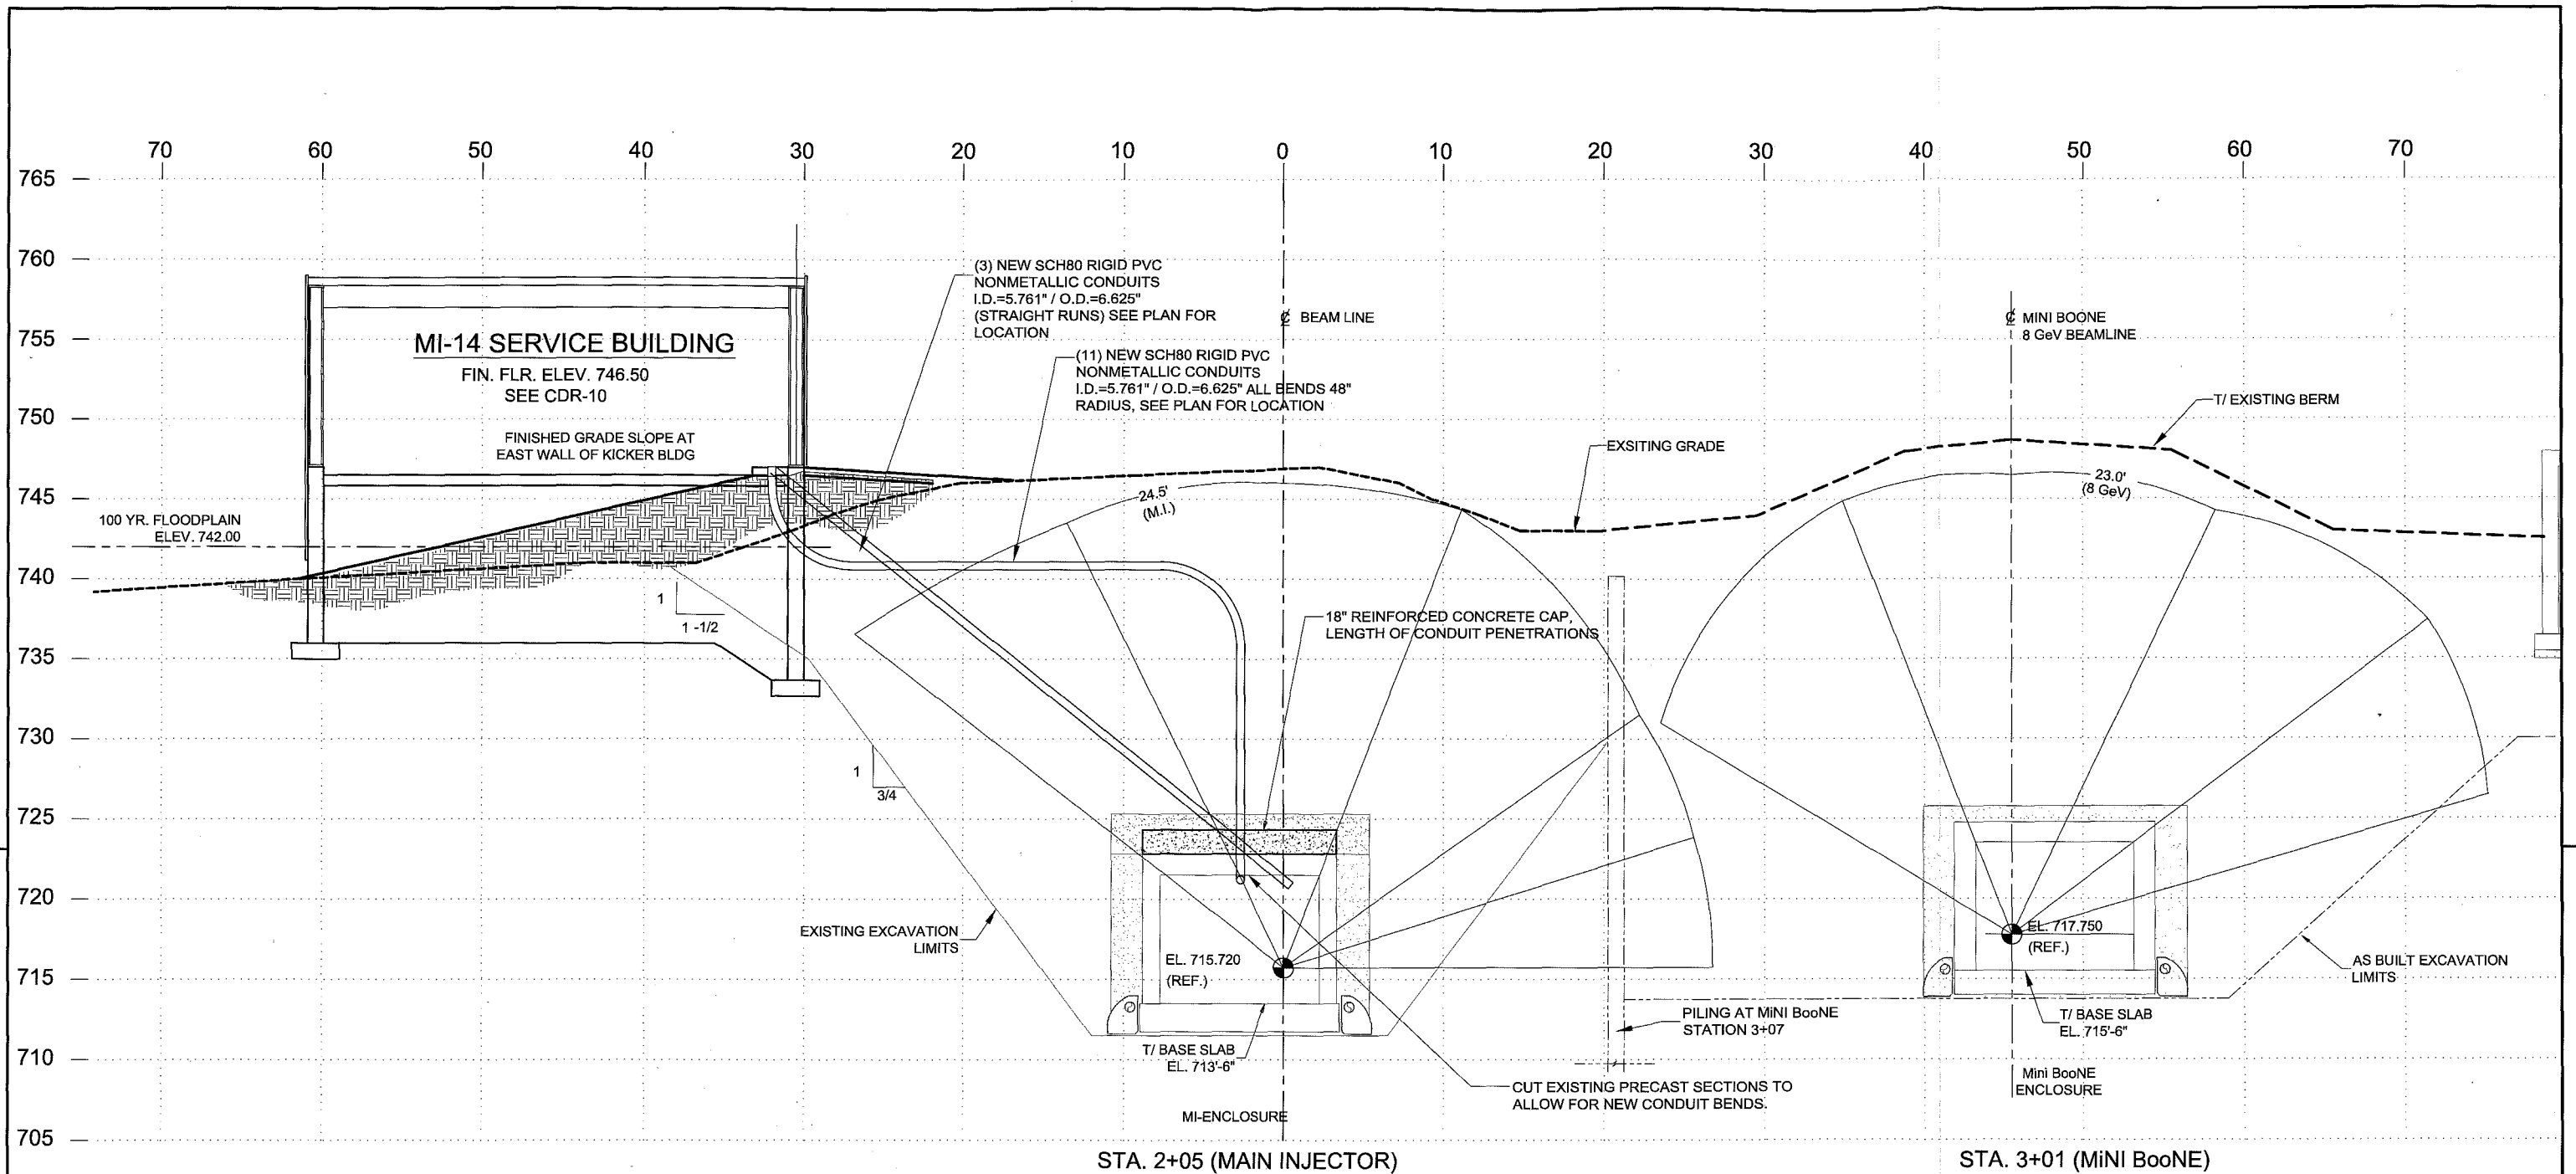 70 60 50 40 30 20 10 0 10 20 30 40 50 60 70
765
760
755
750
745
740
735
730
725
720
715
710
705
MI-14 SERVICE BUILDING
FIN. FLR. ELEV. 746.50
SEE CDR-10
FINISHED GRADE SLOPE AT
EAST WALL OF KICKER BLDG
100 YR. FLOODPLAIN
ELEV. 742.00
(3) NEW SCH80 RIGID PVC
NONMETALLIC CONDUITS
I.D.=5.761" / O.D.=6.625"
(STRAIGHT RUNS) SEE PLAN FOR
LOCATION
(11) NEW SCH80 RIGID PVC
NONMETALLIC CONDUITS
I.D.=5.761" / O.D.=6.625" ALL BENDS 48"
RADIUS, SEE PLAN FOR LOCATION
℄ BEAM LINE
℄ MINI BOONE
8 GeV BEAMLINE
T/ EXISTING BERM
EXSITING GRADE
24.5'
(M.I.)
23.0'
(8 GeV)
1
1 -1/2
1
3/4
18" REINFORCED CONCRETE CAP,
LENGTH OF CONDUIT PENETRATIONS
EXISTING EXCAVATION
LIMITS
EL. 715.720
(REF.)
EL. 717.750
(REF.)
AS BUILT EXCAVATION
LIMITS
T/ BASE SLAB
EL. 713'-6"
PILING AT MiNI BooNE
STATION 3+07
T/ BASE SLAB
EL. 715'-6"
CUT EXISTING PRECAST SECTIONS TO
ALLOW FOR NEW CONDUIT BENDS.
MI-ENCLOSURE
Mini BooNE
ENCLOSURE
STA. 2+05 (MAIN INJECTOR)
STA. 3+01 (MiNI BooNE)